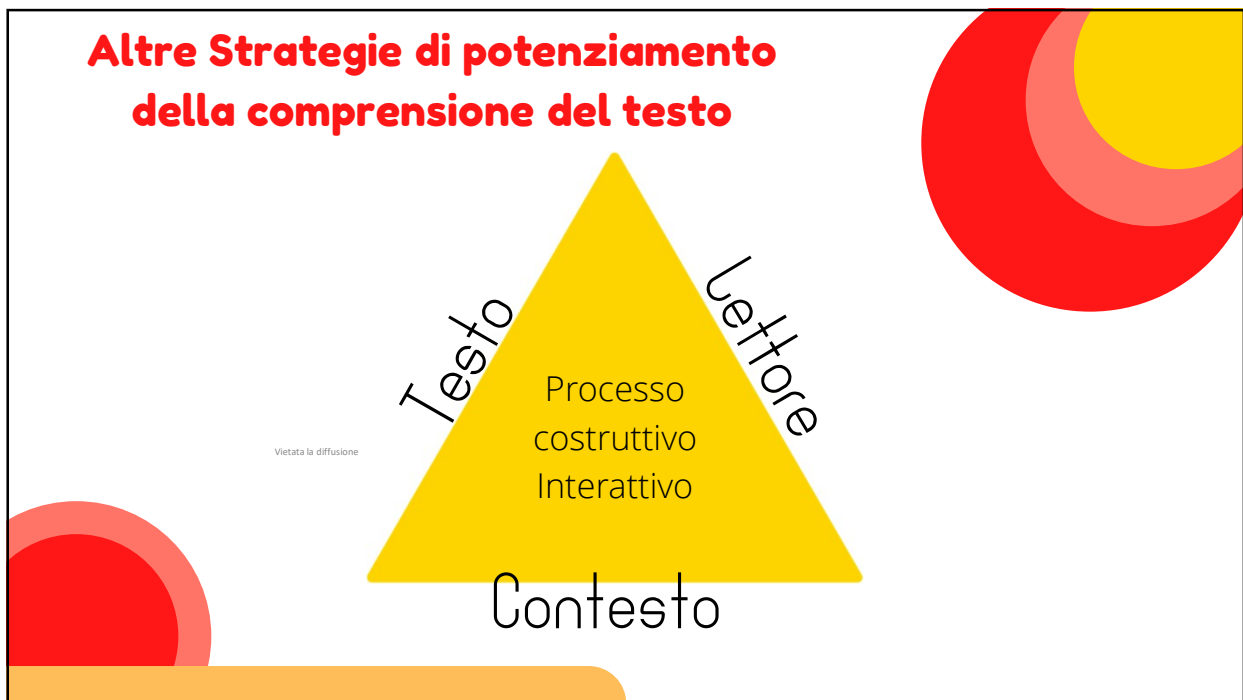 Altre Strategie di potenziamento
della comprensione del testo
Testo
Lettore
Processo
costruttivo
Interattivo
Vietata la diffusione
Contesto